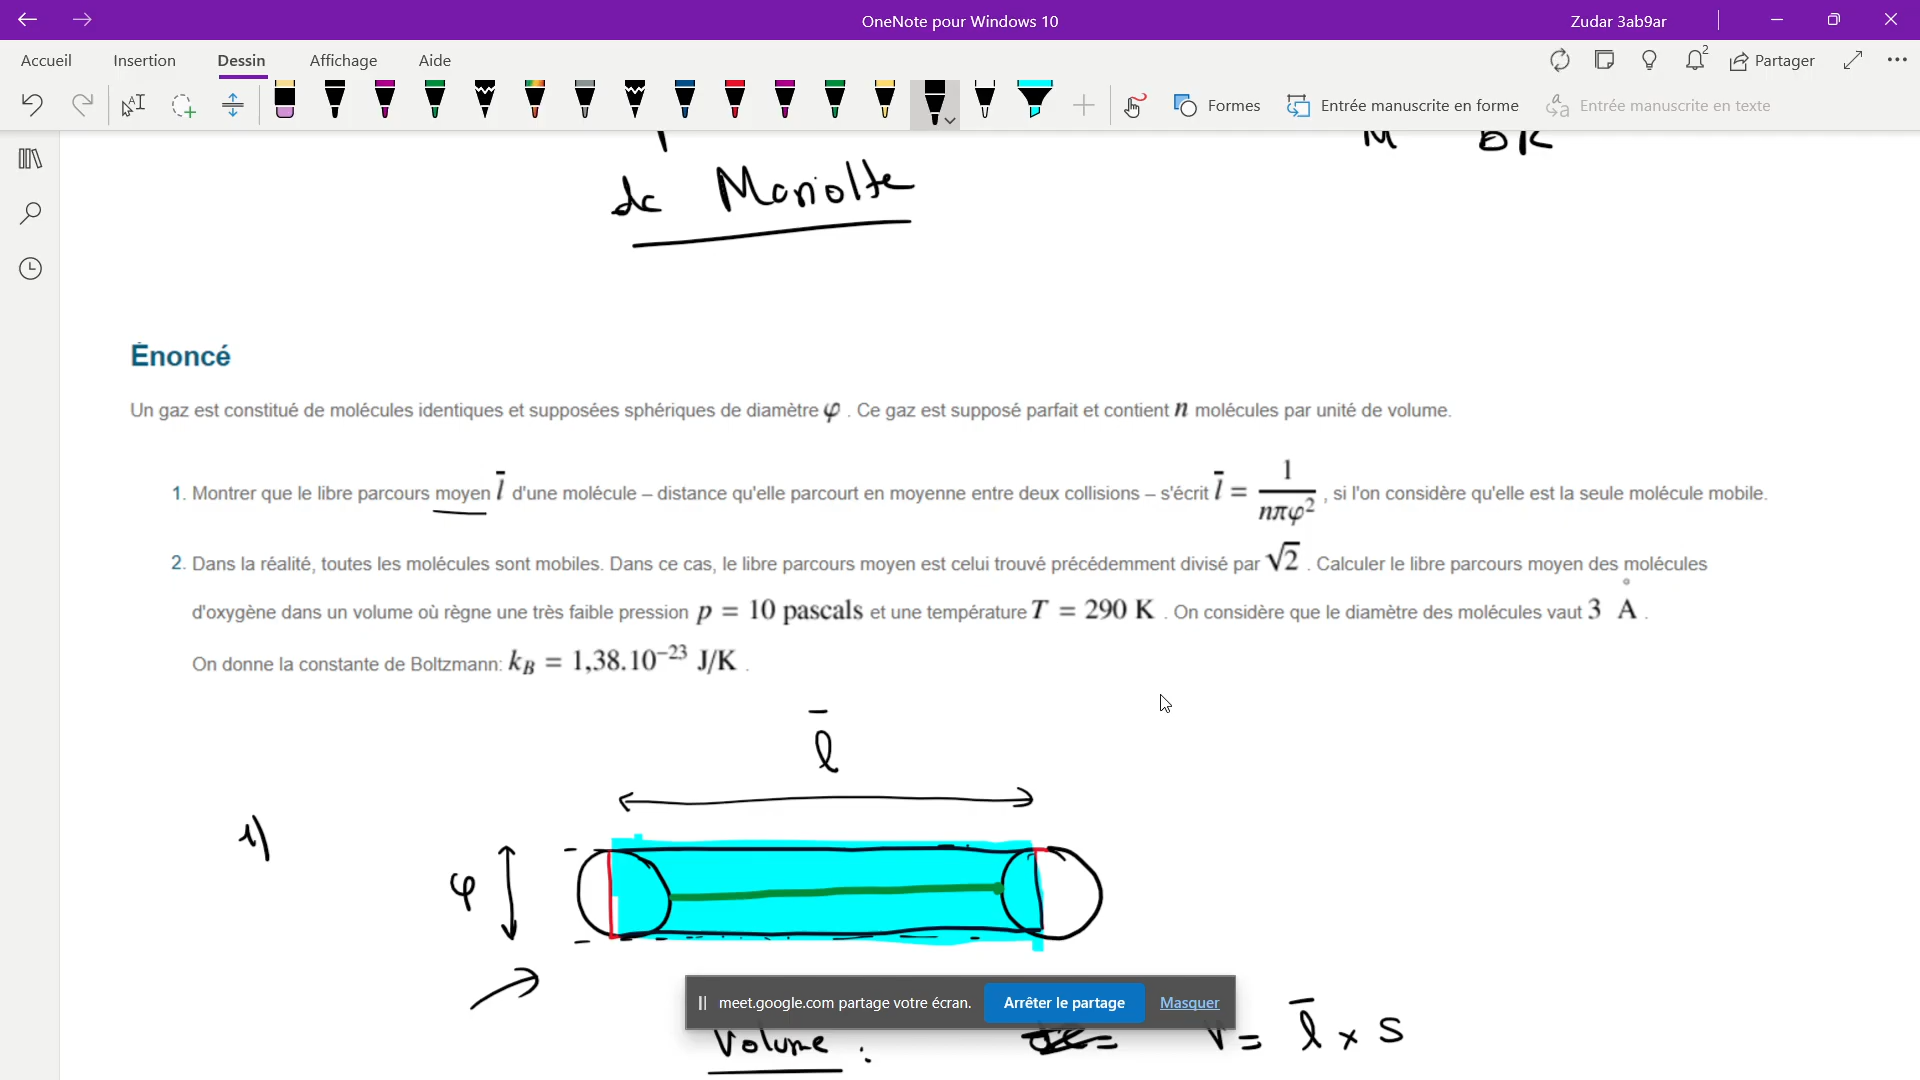 OneNote pour Windows 10
Zudar 3ab9ar
Accueil Insertion Dessin Affichage Aide
2
Partager
Formes
Entrée manuscrite en forme
Entrée manuscrite en texte
M
de Mariotte
Énoncé
Un gaz est constitué de molécules identiques et supposées sphériques de diamètre φ . Ce gaz est supposé parfait et contient n molécules par unité de volume.
1. Montrer que le libre parcours moyen l̄ d'une molécule – distance qu'elle parcourt en moyenne entre deux collisions – s'écrit l̄ = 1/(nπφ²) , si l'on considère qu'elle est la seule molécule mobile.
2. Dans la réalité, toutes les molécules sont mobiles. Dans ce cas, le libre parcours moyen est celui trouvé précédemment divisé par √2 . Calculer le libre parcours moyen des molécules
d'oxygène dans un volume où règne une très faible pression p = 10 pascals et une température T = 290 K . On considère que le diamètre des molécules vaut 3 Å .
On donne la constante de Boltzmann: k_B = 1,38.10⁻²³ J/K .
l̄
1)
φ
meet.google.com partage votre écran.
Arrêter le partage
Masquer
Volume : V = l̄ x S